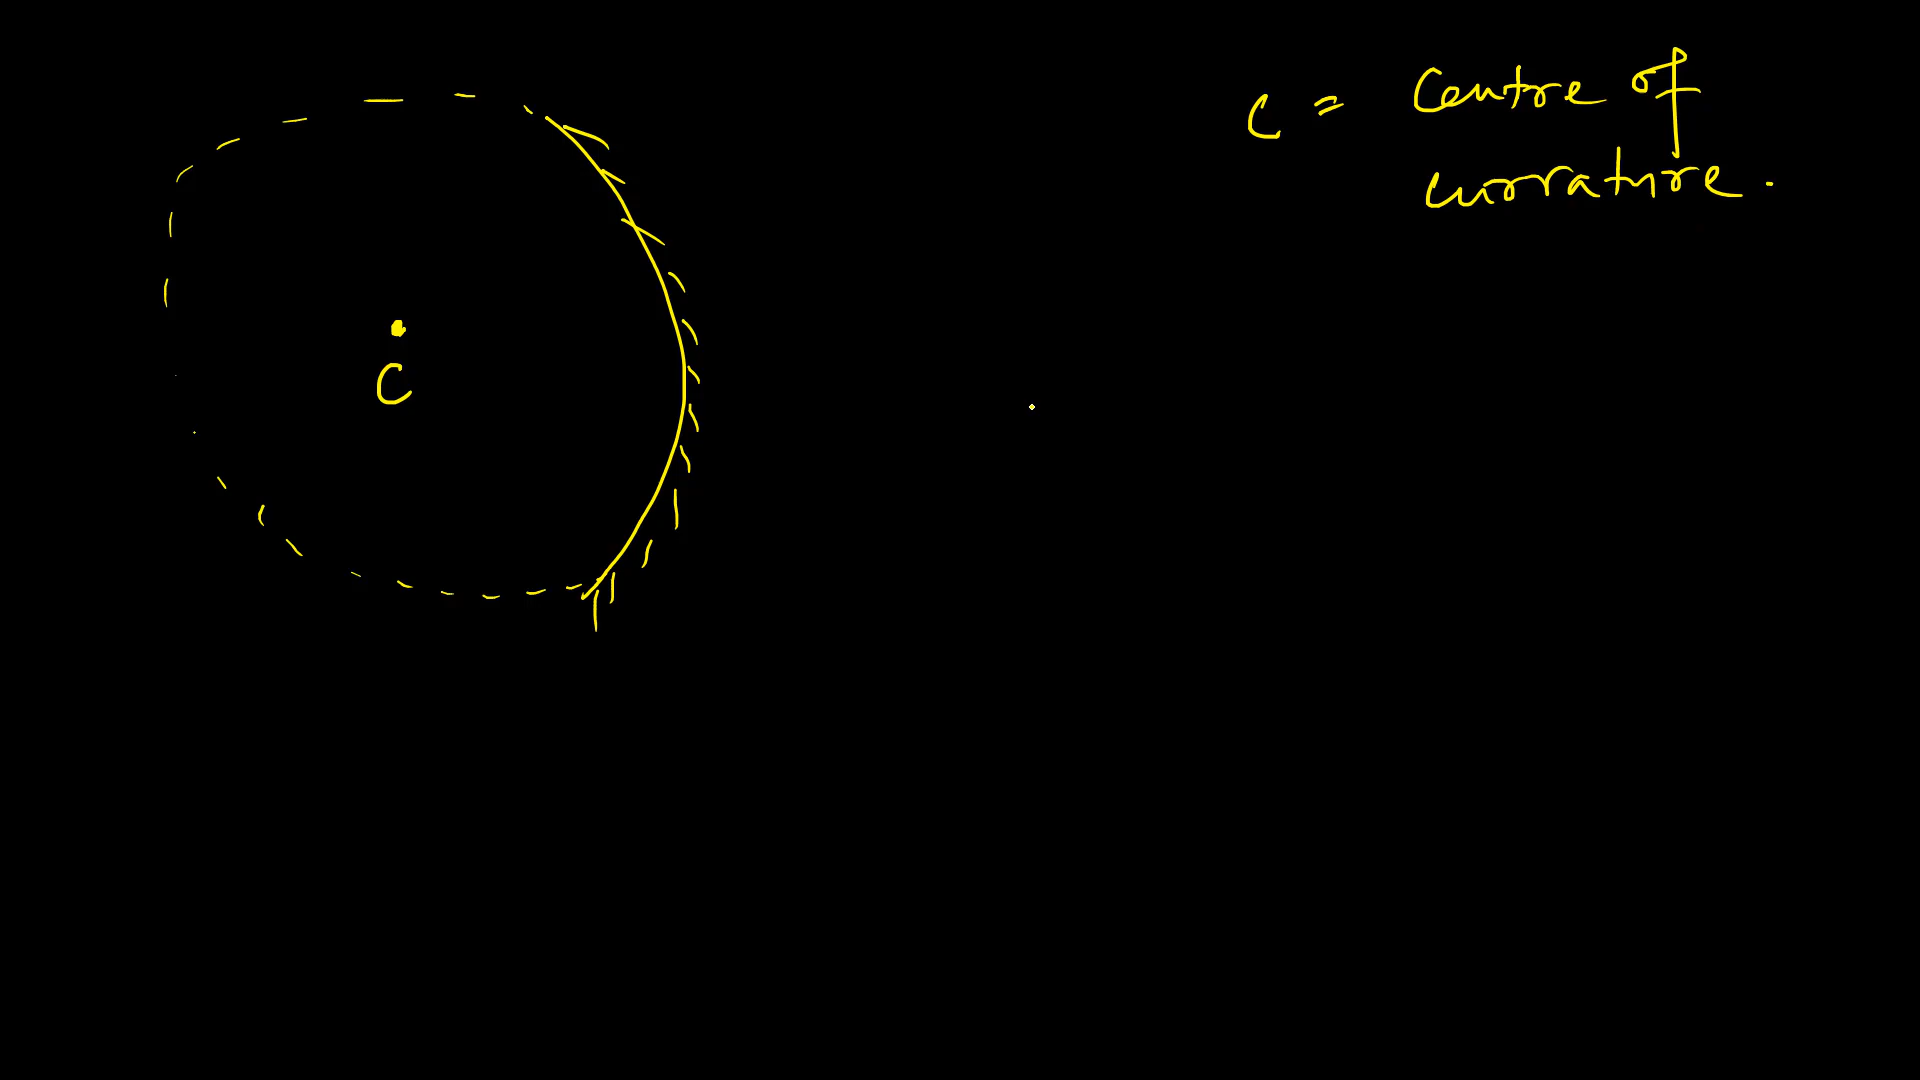 C = Centre of
curvature.
C